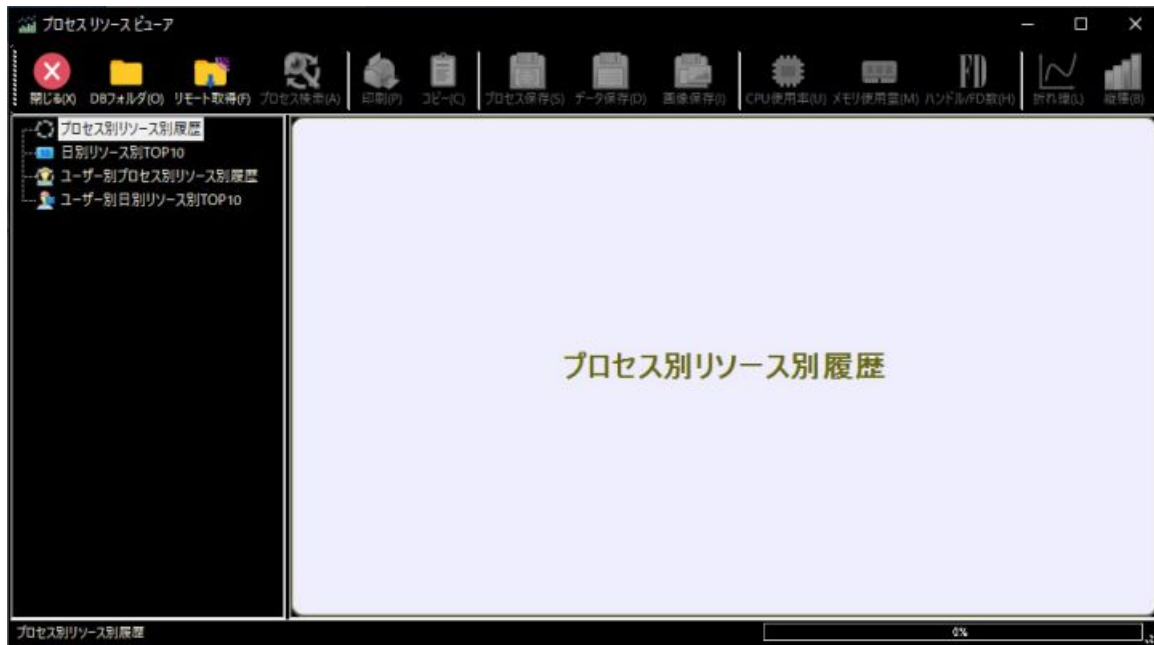 プロセスリソースビューア
閉じる(X) DBフォルダ(O) リモート取得(F) プロセス検索(A) 印刷(P) コピー(C) プロセス保存(S) データ保存(D) 画像保存(I) CPU使用率(U) メモリ使用量(M) ハンドル/FD数(H) 折れ線(L) 縦棒(B)
FD
プロセス別リソース別履歴
日別リソース別TOP10
ユーザー別プロセス別リソース別履歴
ユーザー別日別リソース別TOP10
プロセス別リソース別履歴
プロセス別リソース別履歴
0%